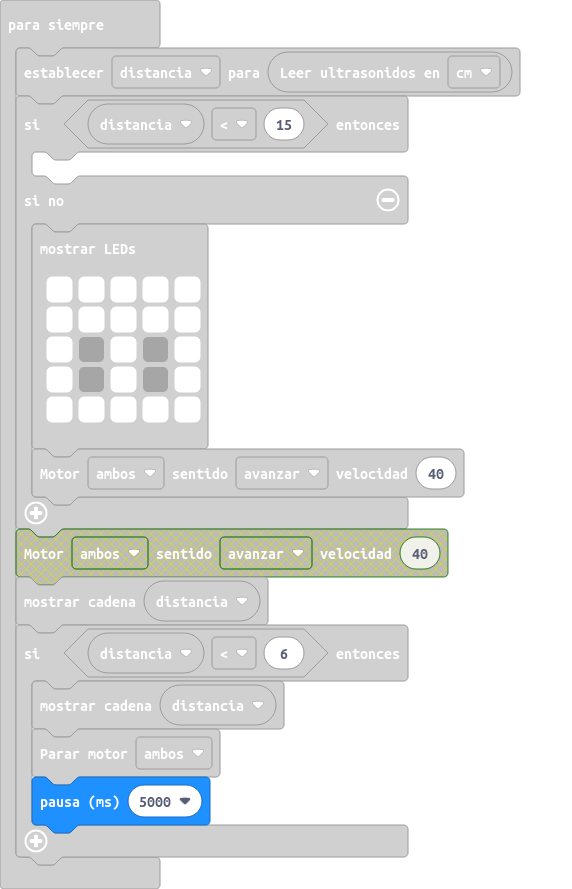 para siempre
establecer distancia para Leer ultrasonidos en cm
si distancia < 15 entonces
si no
mostrar LEDs
Motor ambos sentido avanzar velocidad 40
Motor ambos sentido avanzar velocidad 40
mostrar cadena distancia
si distancia < 6 entonces
mostrar cadena distancia
Parar motor ambos
pausa (ms) 5000